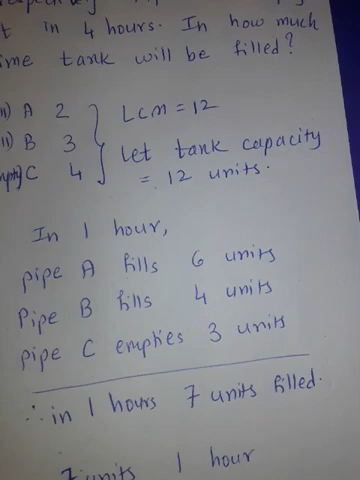 t in 4 hours. In how much
ime tank will be filled?
A 2
B 3
C 4
LCM = 12
Let tank capacity
= 12 units.
In 1 hour,
pipe A fills 6 units
Pipe B fills 4 units
pipe C empties 3 units
∴ in 1 hours 7 units filled.
7 units 1 hour